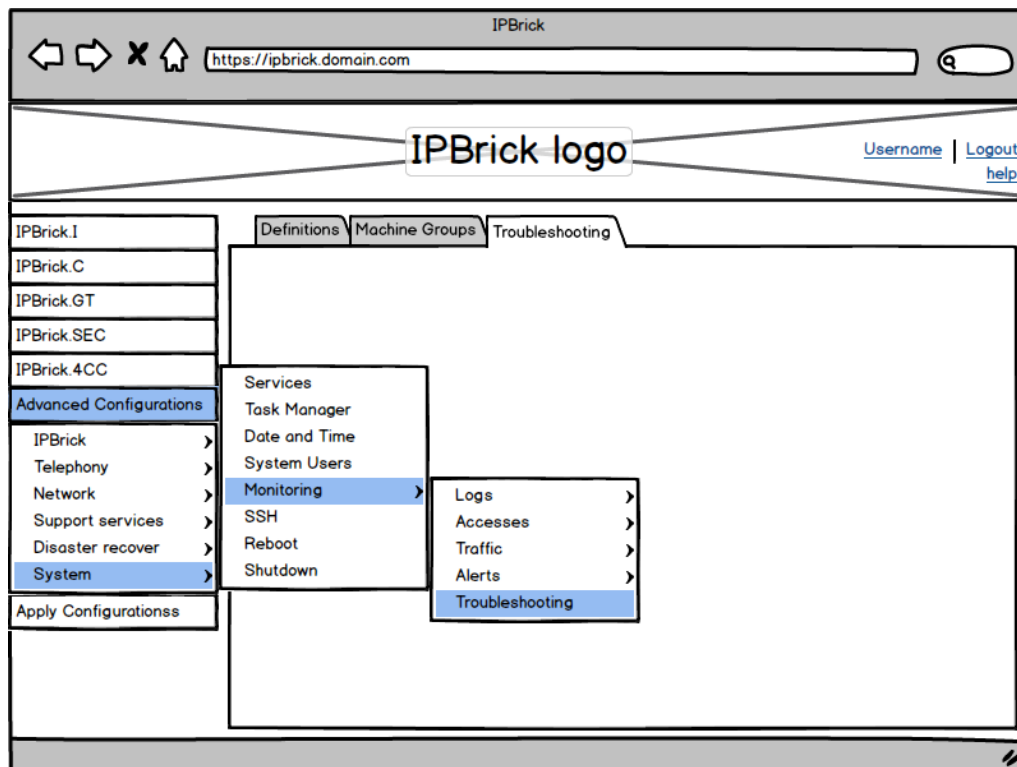 IPBrick
https://ipbrick.domain.com
IPBrick logo
Username | Logout
help
Definitions Machine Groups Troubleshooting
IPBrick.I
IPBrick.C
IPBrick.GT
IPBrick.SEC
IPBrick.4CC
Advanced Configurations
IPBrick
Telephony
Network
Support services
Disaster recover
System
Apply Configurationss
Services
Task Manager
Date and Time
System Users
Monitoring
SSH
Reboot
Shutdown
Logs
Accesses
Traffic
Alerts
Troubleshooting